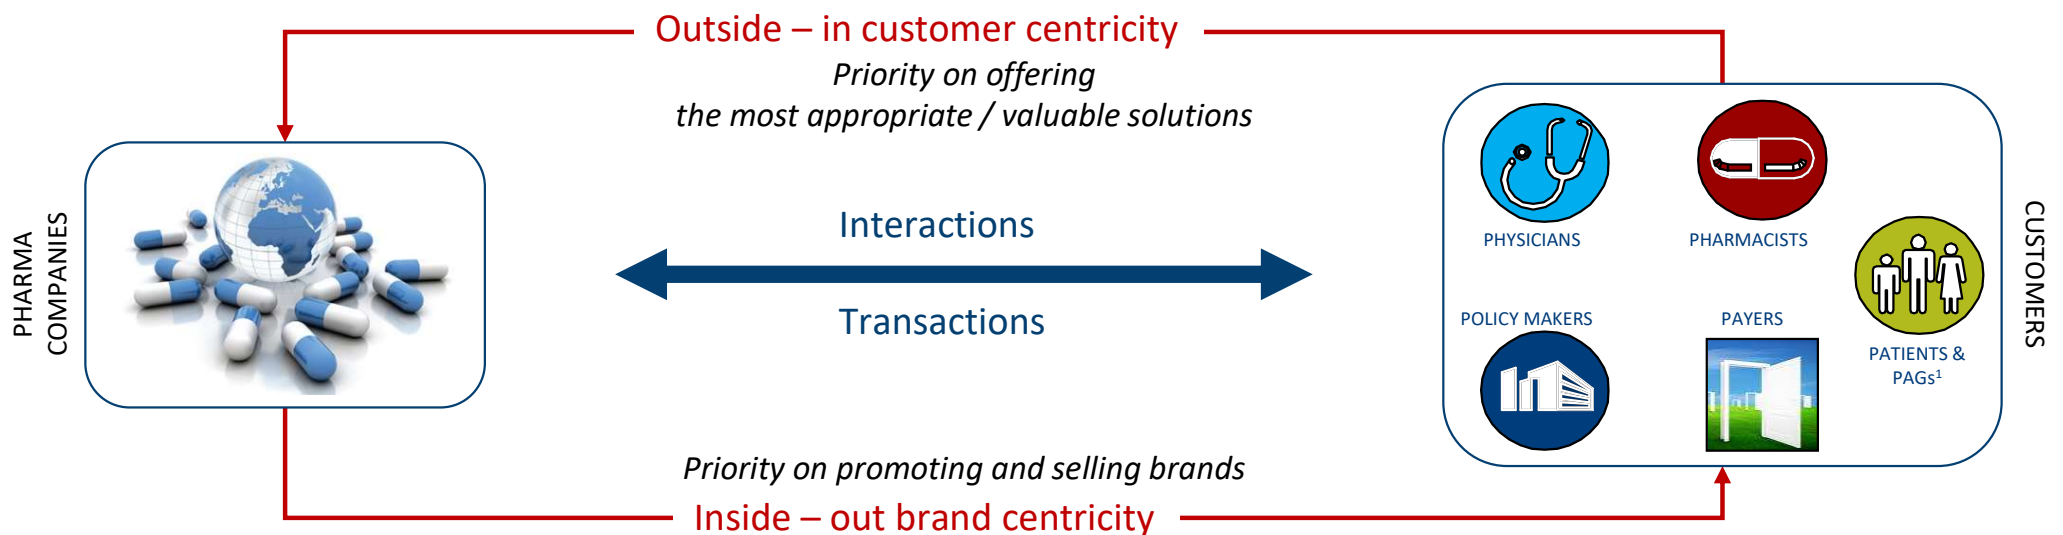 Outside – in customer centricity
Priority on offering
the most appropriate / valuable solutions
PHARMA
COMPANIES
Interactions
Transactions
PHYSICIANS
PHARMACISTS
POLICY MAKERS
PAYERS
PATIENTS &
PAGs¹
CUSTOMERS
Priority on promoting and selling brands
Inside – out brand centricity